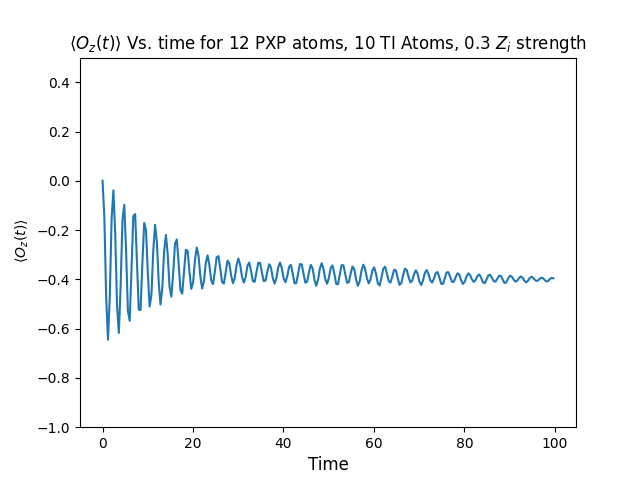 ⟨O_z(t)⟩ Vs. time for 12 PXP atoms, 10 TI Atoms, 0.3 Z_i strength
0.4
0.2
0.0
−0.2
−0.4
−0.6
−0.8
−1.0
⟨O_z(t)⟩
0 20 40 60 80 100
Time